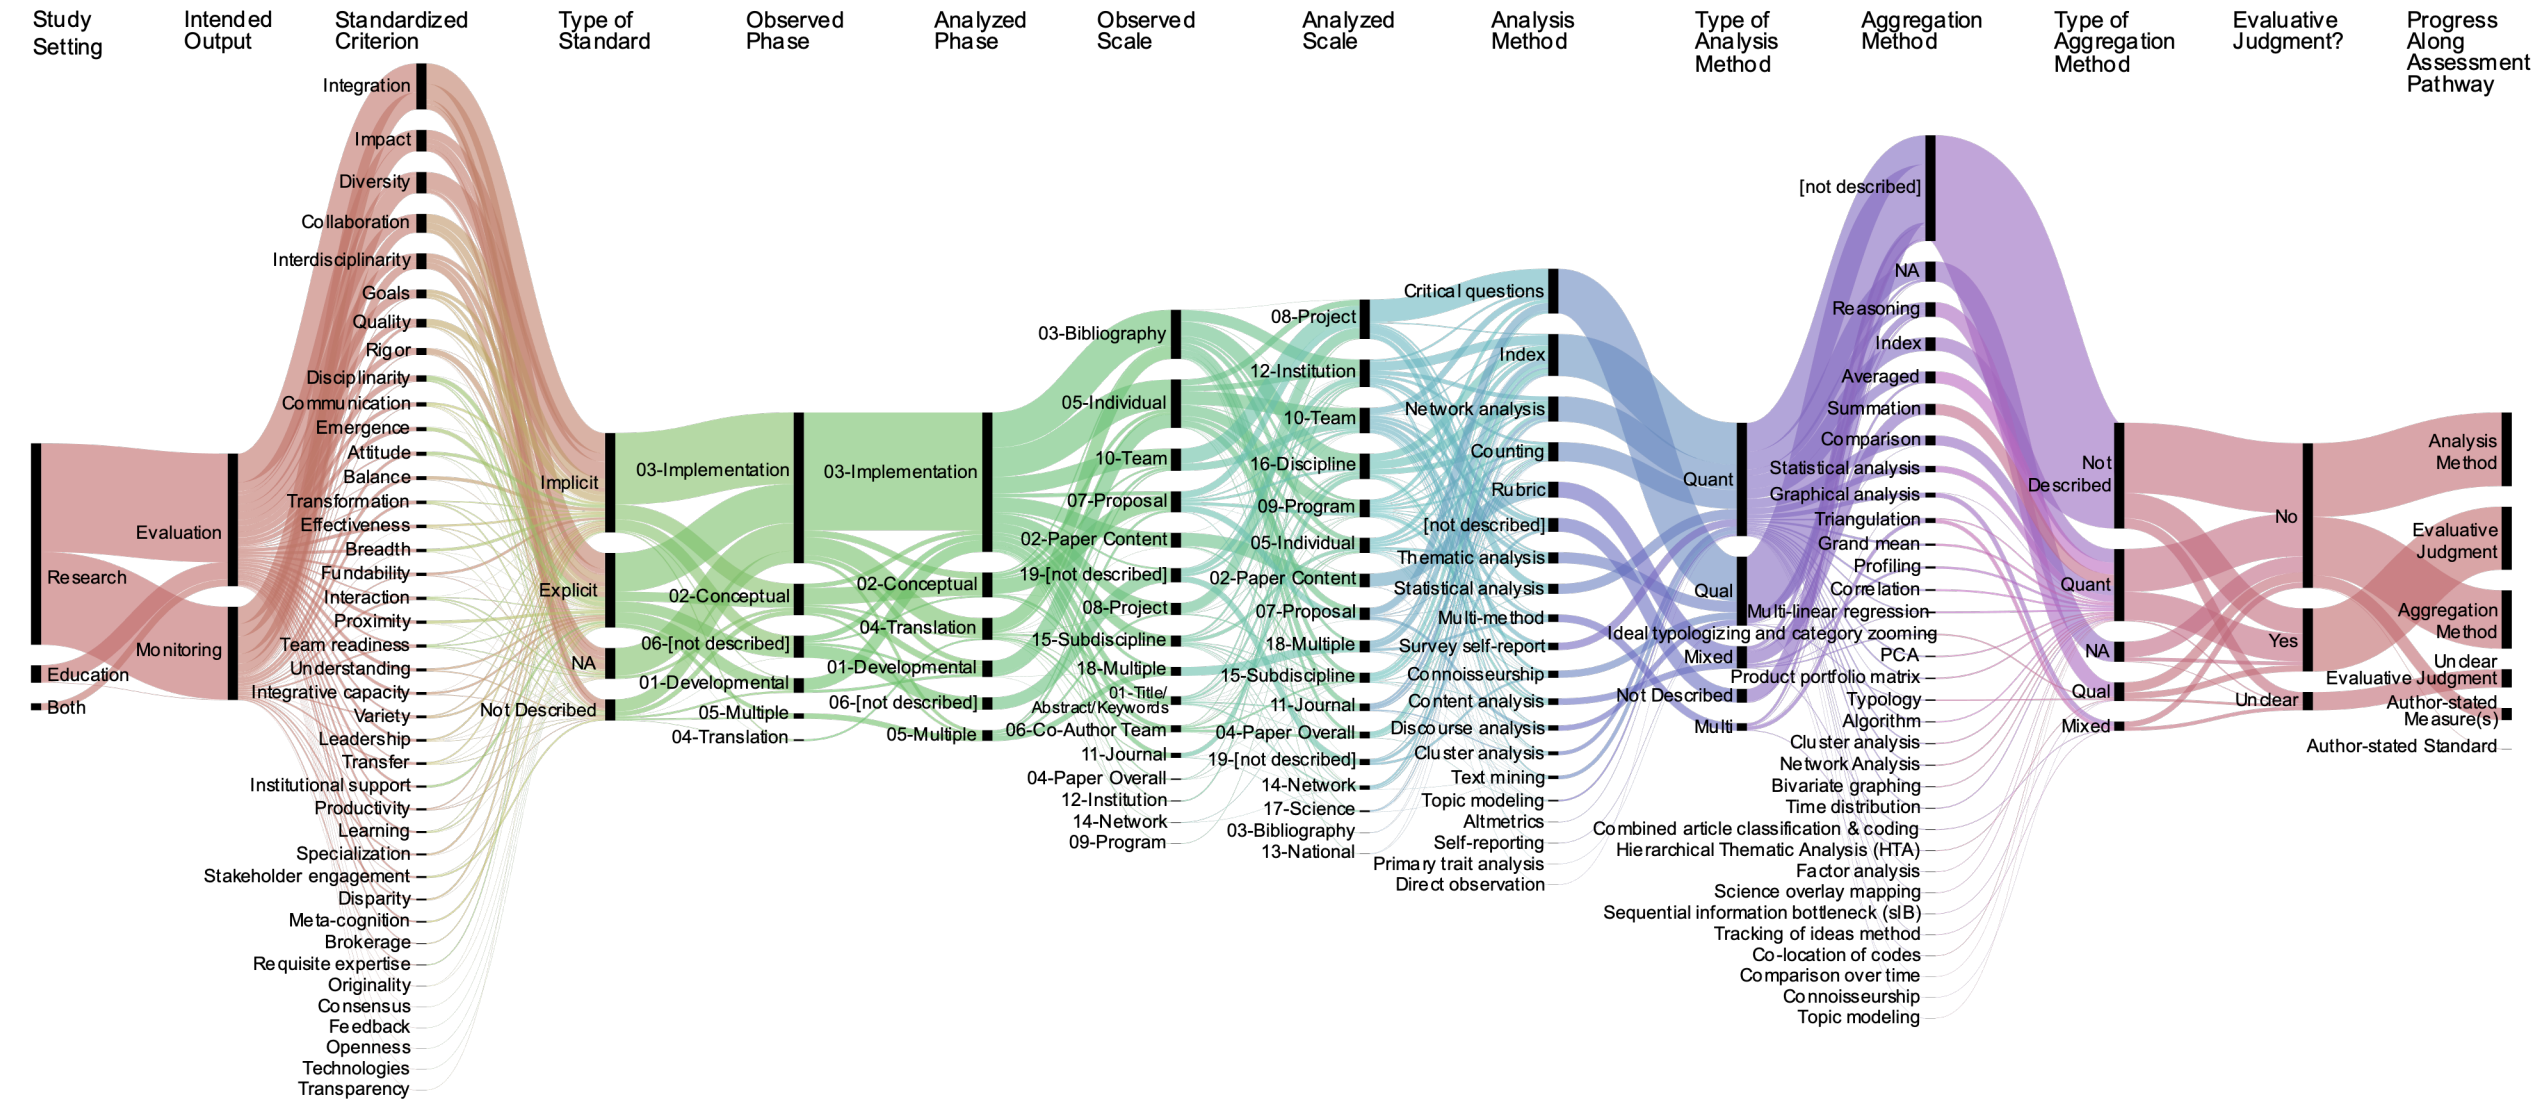 Study
Setting
Intended
Output
Standardized
Criterion
Type of
Standard
Observed
Phase
Analyzed
Phase
Observed
Scale
Analyzed
Scale
Analysis
Method
Type of
Analysis
Method
Aggregation
Method
Type of
Aggregation
Method
Evaluative
Judgment?
Progress
Along
Assessment
Pathway
Research
Education
Both
Evaluation
Monitoring
Integration
Impact
Diversity
Collaboration
Interdisciplinarity
Goals
Quality
Rigor
Disciplinarity
Communication
Emergence
Attitude
Balance
Transformation
Effectiveness
Breadth
Fundability
Interaction
Proximity
Team readiness
Understanding
Integrative capacity
Variety
Leadership
Transfer
Institutional support
Productivity
Learning
Specialization
Stakeholder engagement
Disparity
Meta-cognition
Brokerage
Requisite expertise
Originality
Consensus
Feedback
Openness
Technologies
Transparency
Implicit
Explicit
NA
Not Described
03-Implementation
02-Conceptual
06-[not described]
01-Developmental
05-Multiple
04-Translation
03-Implementation
02-Conceptual
04-Translation
01-Developmental
06-[not described]
05-Multiple
03-Bibliography
05-Individual
10-Team
07-Proposal
02-Paper Content
19-[not described]
08-Project
15-Subdiscipline
18-Multiple
01-Title/
Abstract/Keywords
06-Co-Author Team
11-Journal
04-Paper Overall
12-Institution
14-Network
09-Program
08-Project
12-Institution
10-Team
16-Discipline
09-Program
05-Individual
02-Paper Content
07-Proposal
18-Multiple
15-Subdiscipline
11-Journal
04-Paper Overall
19-[not described]
14-Network
17-Science
03-Bibliography
13-National
Critical questions
Index
Network analysis
Counting
Rubric
[not described]
Thematic analysis
Statistical analysis
Multi-method
Survey self-report
Connoisseurship
Content analysis
Discourse analysis
Cluster analysis
Text mining
Topic modeling
Altmetrics
Self-reporting
Primary trait analysis
Direct observation
Quant
Qual
Mixed
Not Described
Multi
[not described]
NA
Reasoning
Index
Averaged
Summation
Comparison
Statistical analysis
Graphical analysis
Triangulation
Grand mean
Profiling
Correlation
Multi-linear regression
Ideal typologizing and category zooming
PCA
Product portfolio matrix
Typology
Algorithm
Cluster analysis
Network Analysis
Bivariate graphing
Time distribution
Combined article classification & coding
Hierarchical Thematic Analysis (HTA)
Factor analysis
Science overlay mapping
Sequential information bottleneck (sIB)
Tracking of ideas method
Co-location of codes
Comparison over time
Connoisseurship
Topic modeling
Not
Described
Quant
NA
Qual
Mixed
No
Yes
Unclear
Analysis
Method
Evaluative
Judgment
Aggregation
Method
Unclear
Evaluative Judgment
Author-stated
Measure(s)
Author-stated Standard